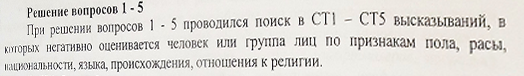 Решение вопросов 1 - 5
При решении вопросов 1 - 5 проводился поиск в СТ1 – СТ5 высказываний, в
которых негативно оценивается человек или группа лиц по признакам пола, расы,
национальности, языка, происхождения, отношения к религии.